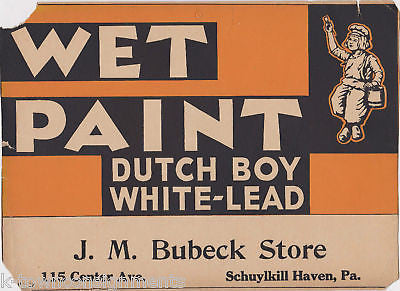 WET
PAINT
DUTCH BOY
WHITE-LEAD
J. M. Bubeck Store
115 Center Ave.
Schuylkill Haven, Pa.